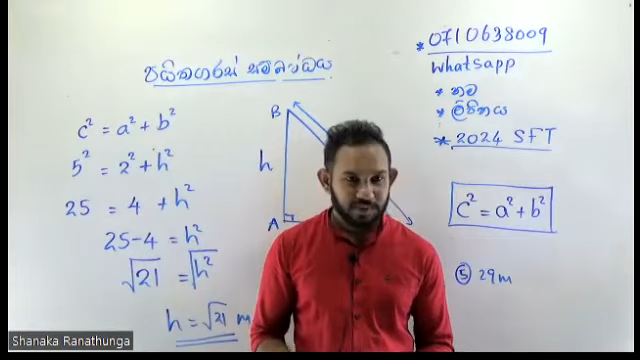 පයිතගරස් සම්බන්ධය
c² = a² + b²
5² = 2² + h²
25 = 4 + h²
25-4 = h²
√21 = √h²
h = √21 m
B
h
A
* 0710638009
whatsapp
* නම
* ලිපිනය
* 2024 SFT
c² = a² + b²
⑤ 29m
Shanaka Ranathunga